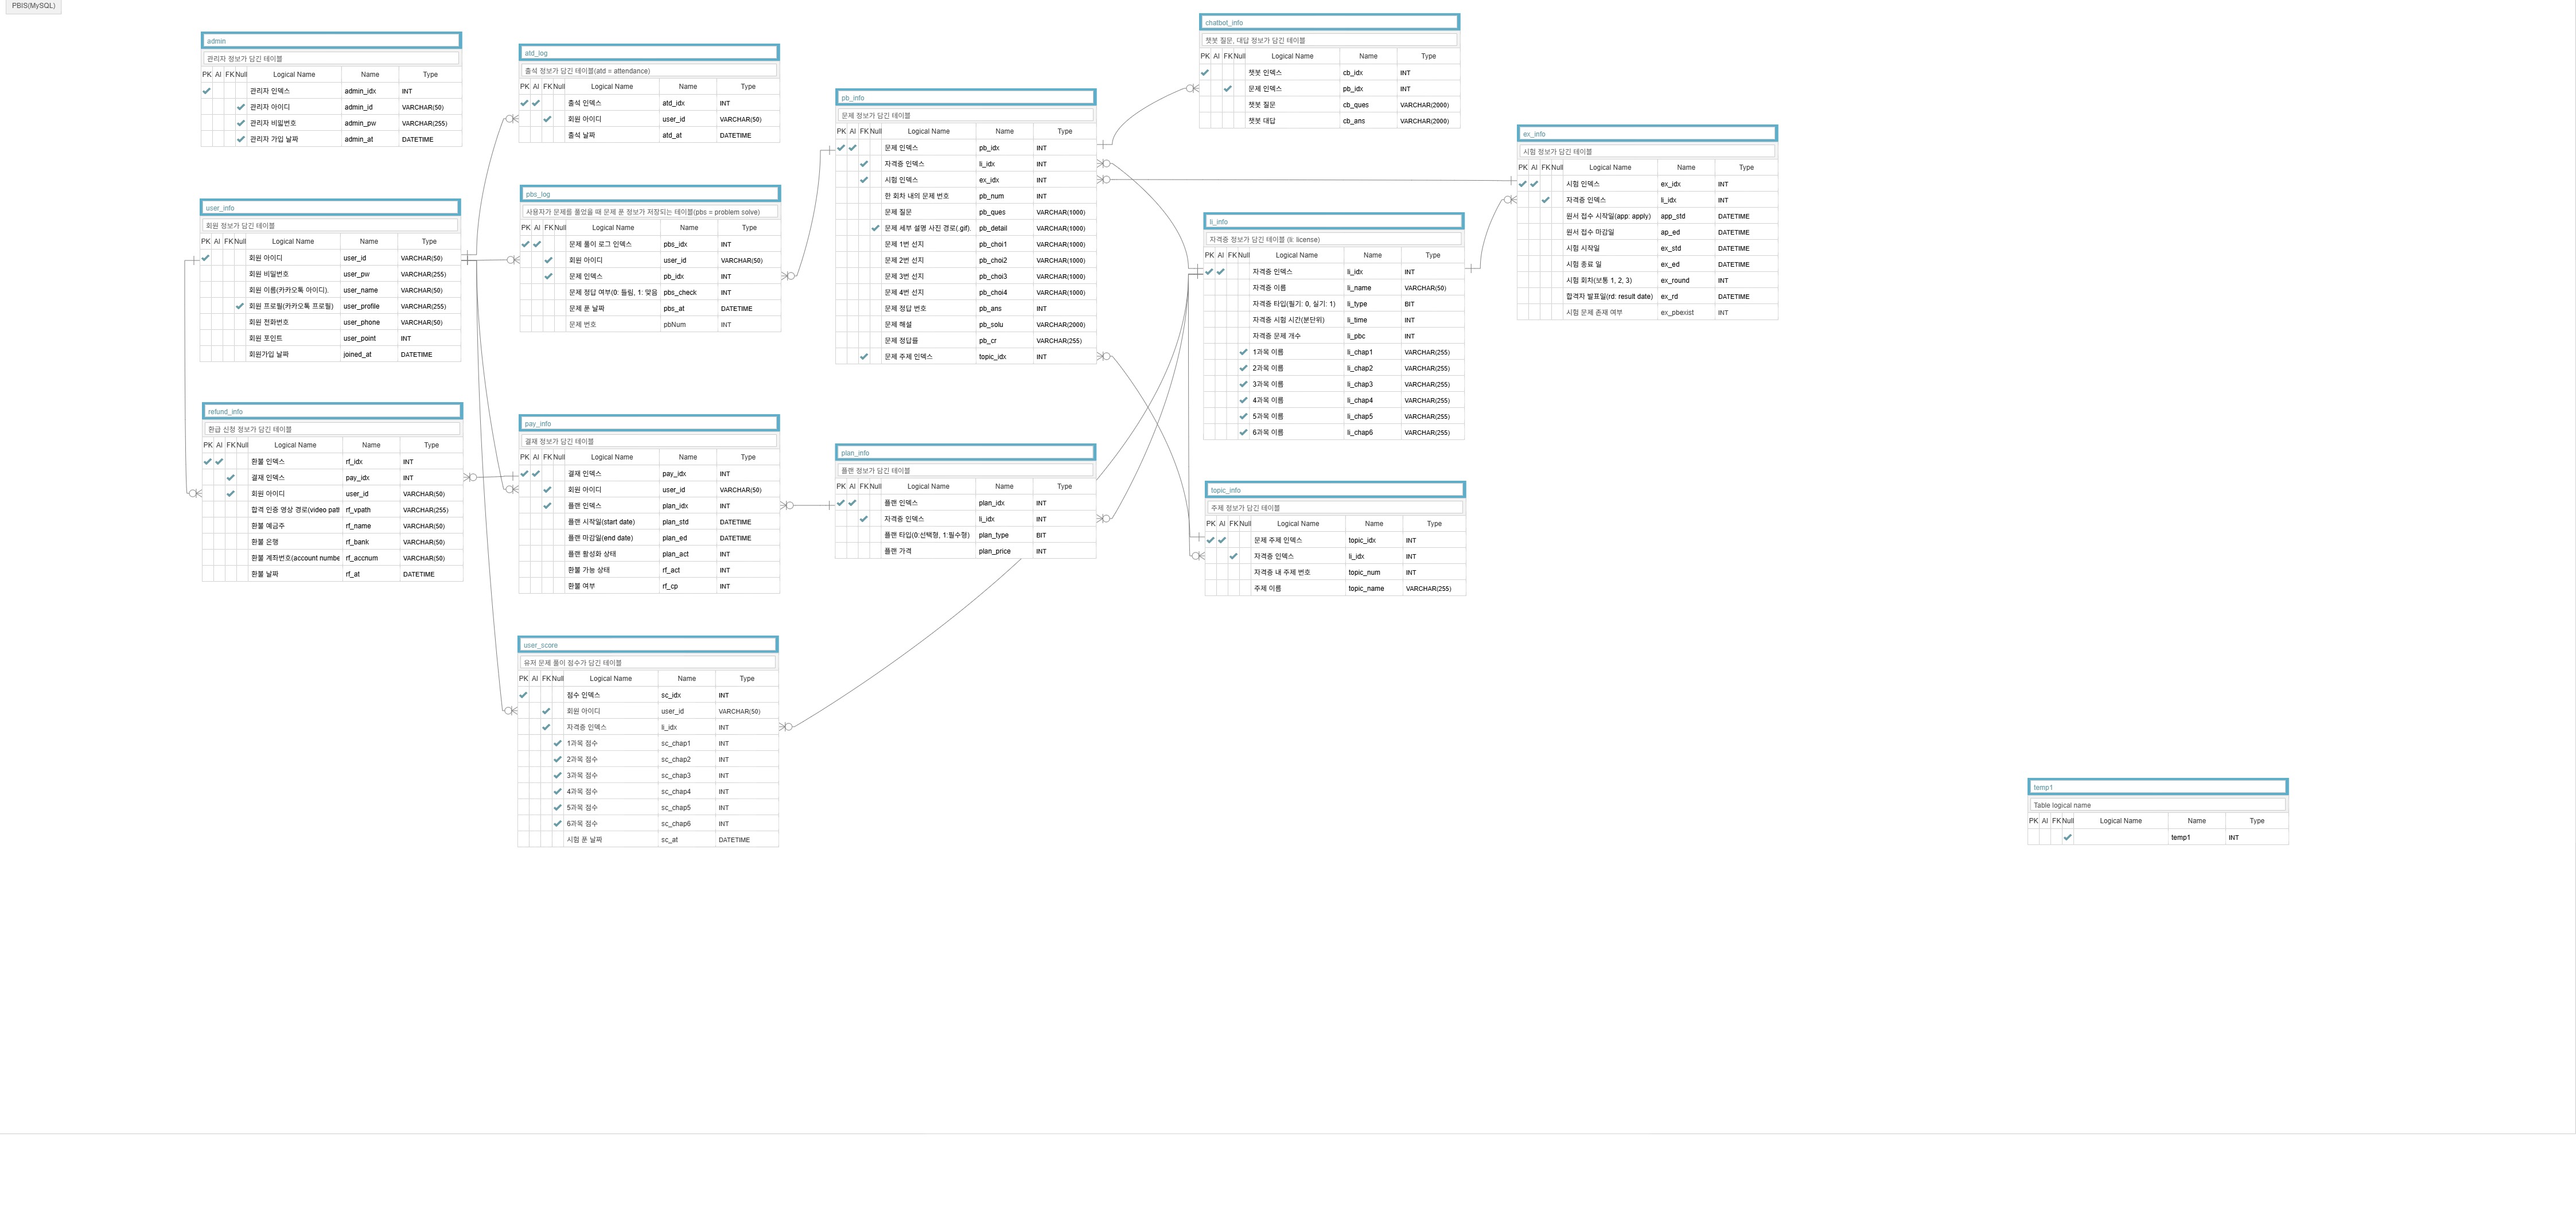 PBIS(MySQL)
admin
관리자 정보가 담긴 테이블
PK AI FK Null Logical Name Name Type
관리자 인덱스 admin_idx INT
관리자 아이디 admin_id VARCHAR(50)
관리자 비밀번호 admin_pw VARCHAR(255)
관리자 가입 날짜 admin_at DATETIME
user_info
회원 정보가 담긴 테이블
PK AI FK Null Logical Name Name Type
회원 아이디 user_id VARCHAR(50)
회원 비밀번호 user_pw VARCHAR(255)
회원 이름(카카오톡 아이디). user_name VARCHAR(50)
회원 프로필(카카오톡 프로필) user_profile VARCHAR(255)
회원 전화번호 user_phone VARCHAR(50)
회원 포인트 user_point INT
회원가입 날짜 joined_at DATETIME
refund_info
환급 신청 정보가 담긴 테이블
PK AI FK Null Logical Name Name Type
환불 인덱스 rf_idx INT
결재 인덱스 pay_idx INT
회원 아이디 user_id VARCHAR(50)
합격 인증 영상 경로(video patl rf_vpath VARCHAR(255)
환불 예금주 rf_name VARCHAR(50)
환불 은행 rf_bank VARCHAR(50)
환불 계좌번호(account numbe rf_accnum VARCHAR(50)
환불 날짜 rf_at DATETIME
atd_log
출석 정보가 담긴 테이블(atd = attendance)
PK AI FK Null Logical Name Name Type
출석 인덱스 atd_idx INT
회원 아이디 user_id VARCHAR(50)
출석 날짜 atd_at DATETIME
pbs_log
사용자가 문제를 풀었을 때 문제 푼 정보가 저장되는 테이블(pbs = problem solve)
PK AI FK Null Logical Name Name Type
문제 풀이 로그 인덱스 pbs_idx INT
회원 아이디 user_id VARCHAR(50)
문제 인덱스 pb_idx INT
문제 정답 여부(0: 틀림, 1: 맞음 pbs_check INT
문제 푼 날짜 pbs_at DATETIME
문제 번호 pbNum INT
pay_info
결재 정보가 담긴 테이블
PK AI FK Null Logical Name Name Type
결재 인덱스 pay_idx INT
회원 아이디 user_id VARCHAR(50)
플랜 인덱스 plan_idx INT
플랜 시작일(start date) plan_std DATETIME
플랜 마감일(end date) plan_ed DATETIME
플랜 활성화 상태 plan_act INT
환불 가능 상태 rf_act INT
환불 여부 rf_cp INT
user_score
유저 문제 풀이 점수가 담긴 테이블
PK AI FK Null Logical Name Name Type
점수 인덱스 sc_idx INT
회원 아이디 user_id VARCHAR(50)
자격증 인덱스 li_idx INT
1과목 점수 sc_chap1 INT
2과목 점수 sc_chap2 INT
3과목 점수 sc_chap3 INT
4과목 점수 sc_chap4 INT
5과목 점수 sc_chap5 INT
6과목 점수 sc_chap6 INT
시험 푼 날짜 sc_at DATETIME
pb_info
문제 정보가 담긴 테이블
PK AI FK Null Logical Name Name Type
문제 인덱스 pb_idx INT
자격증 인덱스 li_idx INT
시험 인덱스 ex_idx INT
한 회차 내의 문제 번호 pb_num INT
문제 질문 pb_ques VARCHAR(1000)
문제 세부 설명 사진 경로(.gif). pb_detail VARCHAR(1000)
문제 1번 선지 pb_choi1 VARCHAR(1000)
문제 2번 선지 pb_choi2 VARCHAR(1000)
문제 3번 선지 pb_choi3 VARCHAR(1000)
문제 4번 선지 pb_choi4 VARCHAR(1000)
문제 정답 번호 pb_ans INT
문제 해설 pb_solu VARCHAR(2000)
문제 정답률 pb_cr VARCHAR(255)
문제 주제 인덱스 topic_idx INT
plan_info
플랜 정보가 담긴 테이블
PK AI FK Null Logical Name Name Type
플랜 인덱스 plan_idx INT
자격증 인덱스 li_idx INT
플랜 타입(0:선택형, 1:필수형) plan_type BIT
플랜 가격 plan_price INT
chatbot_info
챗봇 질문, 대답 정보가 담긴 테이블
PK AI FK Null Logical Name Name Type
챗봇 인덱스 cb_idx INT
문제 인덱스 pb_idx INT
챗봇 질문 cb_ques VARCHAR(2000)
챗봇 대답 cb_ans VARCHAR(2000)
li_info
자격증 정보가 담긴 테이블 (li: license)
PK AI FK Null Logical Name Name Type
자격증 인덱스 li_idx INT
자격증 이름 li_name VARCHAR(50)
자격증 타입(필기: 0, 실기: 1) li_type BIT
자격증 시험 시간(분단위) li_time INT
자격증 문제 개수 li_pbc INT
1과목 이름 li_chap1 VARCHAR(255)
2과목 이름 li_chap2 VARCHAR(255)
3과목 이름 li_chap3 VARCHAR(255)
4과목 이름 li_chap4 VARCHAR(255)
5과목 이름 li_chap5 VARCHAR(255)
6과목 이름 li_chap6 VARCHAR(255)
topic_info
주제 정보가 담긴 테이블
PK AI FK Null Logical Name Name Type
문제 주제 인덱스 topic_idx INT
자격증 인덱스 li_idx INT
자격증 내 주제 번호 topic_num INT
주제 이름 topic_name VARCHAR(255)
ex_info
시험 정보가 담긴 테이블
PK AI FK Null Logical Name Name Type
시험 인덱스 ex_idx INT
자격증 인덱스 li_idx INT
원서 접수 시작일(app: apply) app_std DATETIME
원서 접수 마감일 ap_ed DATETIME
시험 시작일 ex_std DATETIME
시험 종료 일 ex_ed DATETIME
시험 회차(보통 1, 2, 3) ex_round INT
합격자 발표일(rd: result date) ex_rd DATETIME
시험 문제 존재 여부 ex_pbexist INT
temp1
Table logical name
PK AI FK Null Logical Name Name Type
temp1 INT